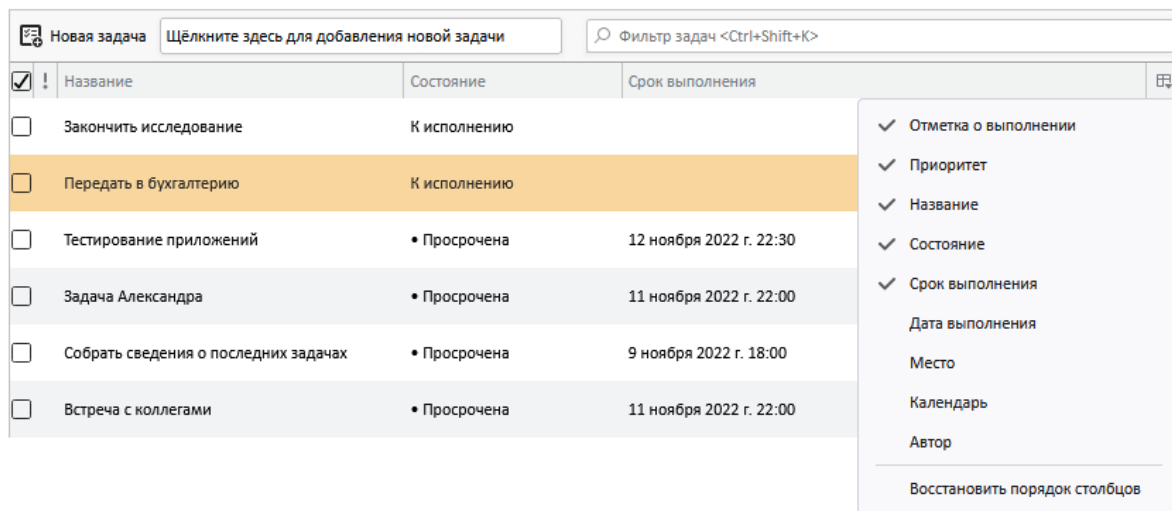 Новая задача Щёлкните здесь для добавления новой задачи Фильтр задач <Ctrl+Shift+K>
! Название Состояние Срок выполнения
Закончить исследование К исполнению
Передать в бухгалтерию К исполнению
Тестирование приложений • Просрочена 12 ноября 2022 г. 22:30
Задача Александра • Просрочена 11 ноября 2022 г. 22:00
Собрать сведения о последних задачах • Просрочена 9 ноября 2022 г. 18:00
Встреча с коллегами • Просрочена 11 ноября 2022 г. 22:00
Отметка о выполнении
Приоритет
Название
Состояние
Срок выполнения
Дата выполнения
Место
Календарь
Автор
Восстановить порядок столбцов